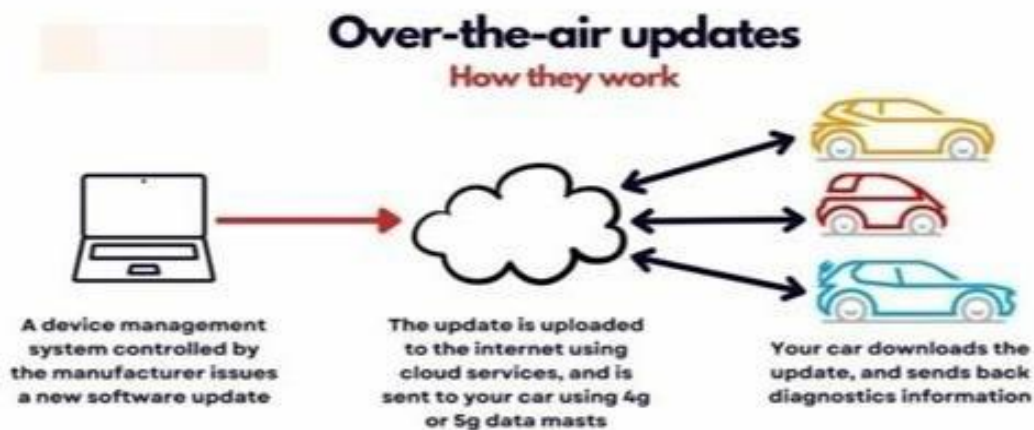 Over-the-air updates
How they work
A device management
system controlled by
the manufacturer issues
a new software update
The update is uploaded
to the internet using
cloud services, and is
sent to your car using 4g
or 5g data masts
Your car downloads the
update, and sends back
diagnostics information